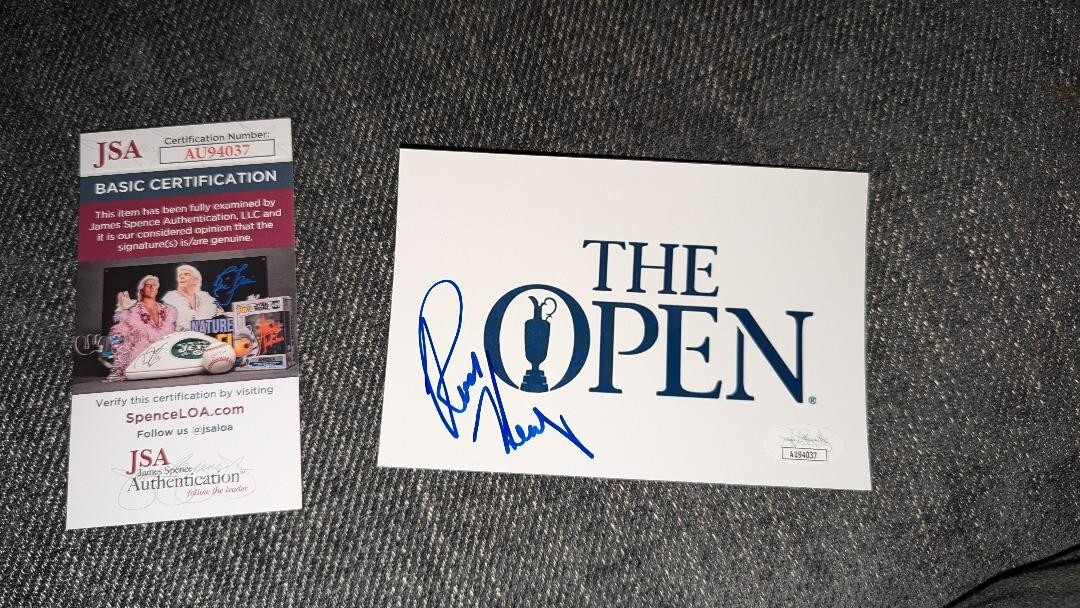 JSA
Certification Number:
AU94037
BASIC CERTIFICATION
This item has been fully examined by
James Spence Authentication, LLC and
it is our considered opinion that the
signature(s) is/are genuine.
NATURE
Verify this certification by visiting
SpenceLOA.com
Follow us @jsaloa
JSA
James Spence
Authentication
follow the leader
THE
OPEN®
AU94037